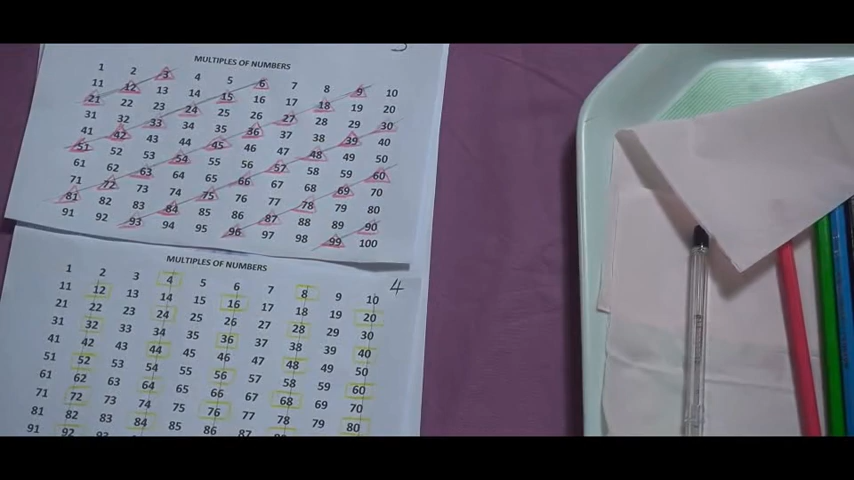 3
MULTIPLES OF NUMBERS
1 2 3 4 5 6 7 8 9 10
11 12 13 14 15 16 17 18 19 20
21 22 23 24 25 26 27 28 29 30
31 32 33 34 35 36 37 38 39 40
41 42 43 44 45 46 47 48 49 50
51 52 53 54 55 56 57 58 59 60
61 62 63 64 65 66 67 68 69 70
71 72 73 74 75 76 77 78 79 80
81 82 83 84 85 86 87 88 89 90
91 92 93 94 95 96 97 98 99 100
MULTIPLES OF NUMBERS
4
1 2 3 4 5 6 7 8 9 10
11 12 13 14 15 16 17 18 19 20
21 22 23 24 25 26 27 28 29 30
31 32 33 34 35 36 37 38 39 40
41 42 43 44 45 46 47 48 49 50
51 52 53 54 55 56 57 58 59 60
61 62 63 64 65 66 67 68 69 70
71 72 73 74 75 76 77 78 79 80
81 82 83 84 85 86 87
91 92 93